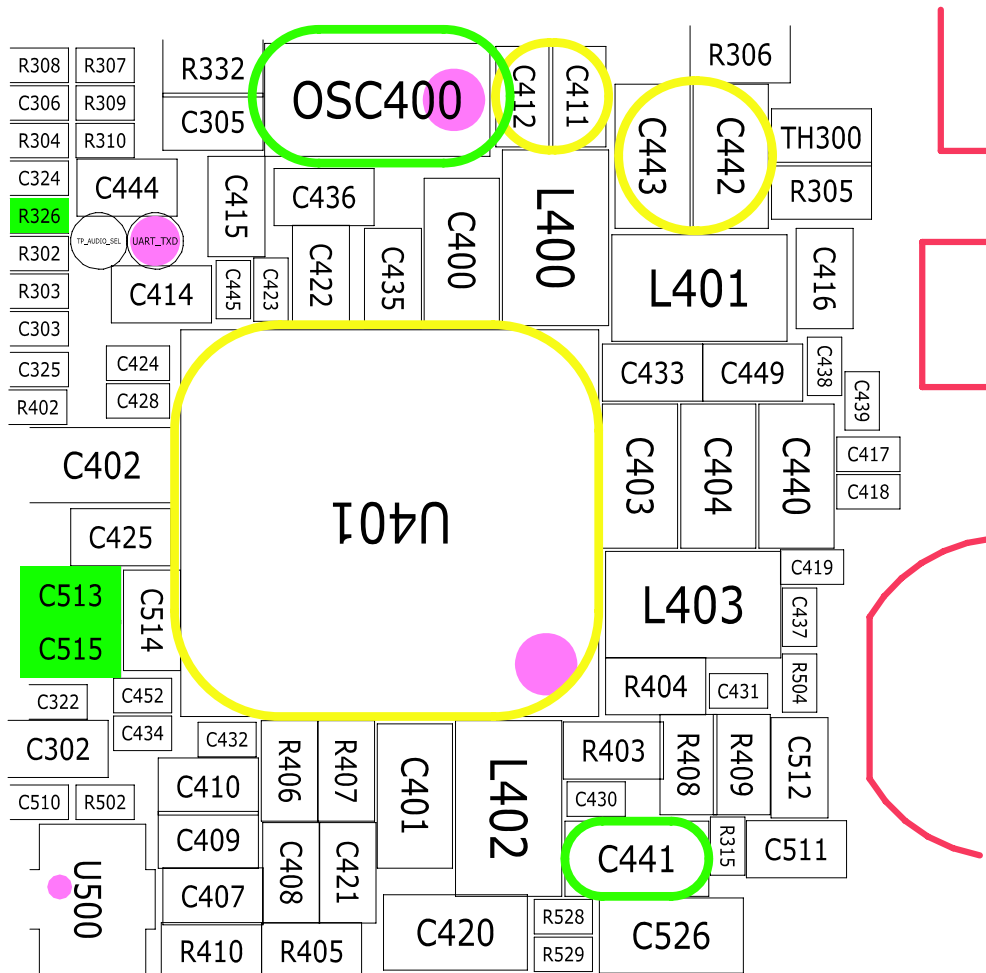 R308 R307 R332 OSC400 C412 C411 R306
C306 R309 C305 C443 C442 TH300
R304 R310
C324 C444 C415 C436 C400 L400 R305
R326
R302 TP_AUDIO_SEL UART_TXD
R303 C414 C445 C423 C422 C435 L401 C416
C303
C325 C424 C433 C449 C438 C439
R402 C428
C402 C403 C404 C440 C417
C418
C425 U401
C513 C514 L403 C419
C437
C515
C322 C452 R404 C431 R504
C302 C434 C432 R406 R407 C401 L402 R403 R408 R409 C512
C510 R502 C410 C430
C409 C408 C421 C441 R315 C511
U500 C407
R410 R405 C420 R528 C526
R529